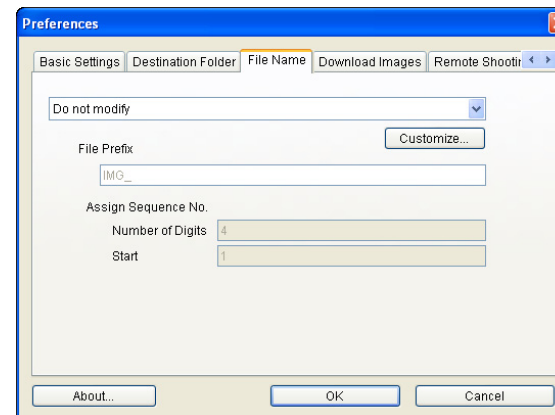 Preferences
Basic Settings Destination Folder File Name Download Images Remote Shootin
Do not modify
Customize...
File Prefix
IMG_
Assign Sequence No.
Number of Digits 4
Start 1
About... OK Cancel